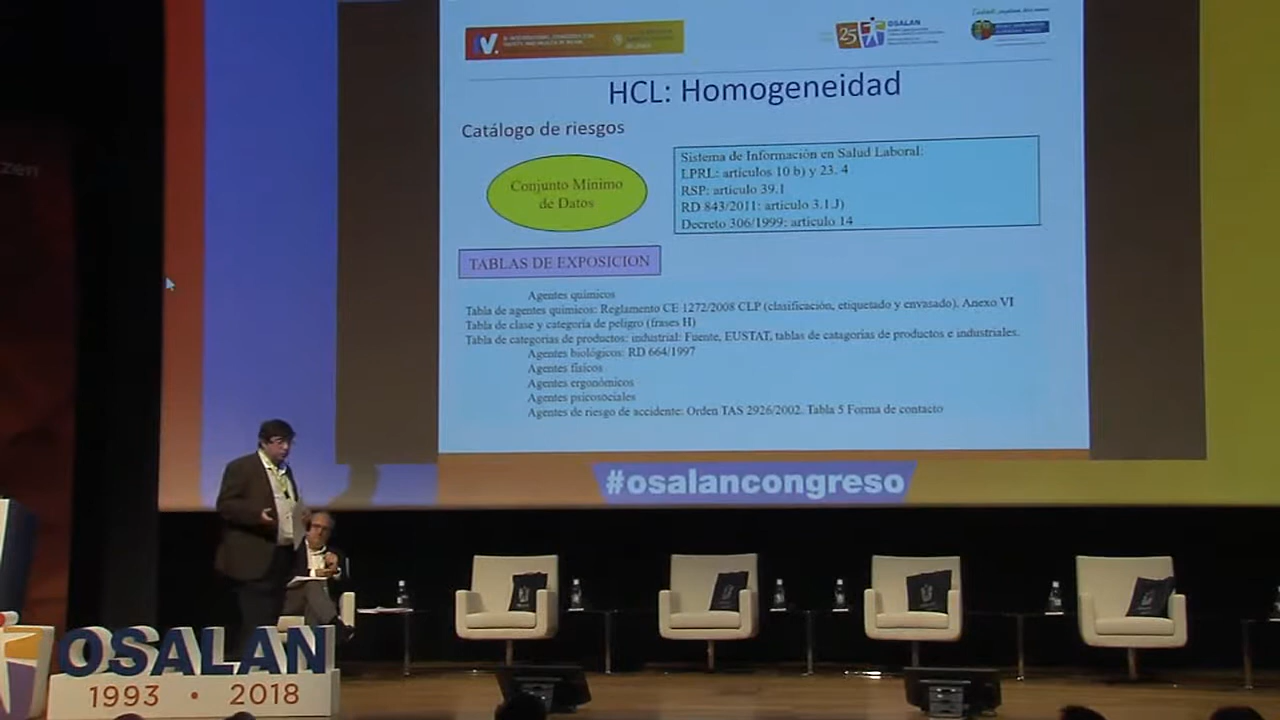 IV.
25
OSALAN
HCL: Homogeneidad
Catálogo de riesgos
Conjunto Mínimo
de Datos
Sistema de Información en Salud Laboral:
LPRL: artículos 10 b) y 23. 4
RSP: artículo 39.1
RD 843/2011: artículo 3.1.J)
Decreto 306/1999: artículo 14
TABLAS DE EXPOSICION
Agentes químicos
Tabla de agentes químicos: Reglamento CE 1272/2008 CLP (clasificación, etiquetado y envasado). Anexo VI
Tabla de clase y categoría de peligro (frases H)
Tabla de categorías de productos: industrial: Fuente, EUSTAT, tablas de catagorías de productos e industriales.
Agentes biológicos: RD 664/1997
Agentes físicos
Agentes ergonómicos
Agentes psicosociales
Agentes de riesgo de accidente: Orden TAS 2926/2002. Tabla 5 Forma de contacto
#osalancongreso
OSALAN
1993 • 2018